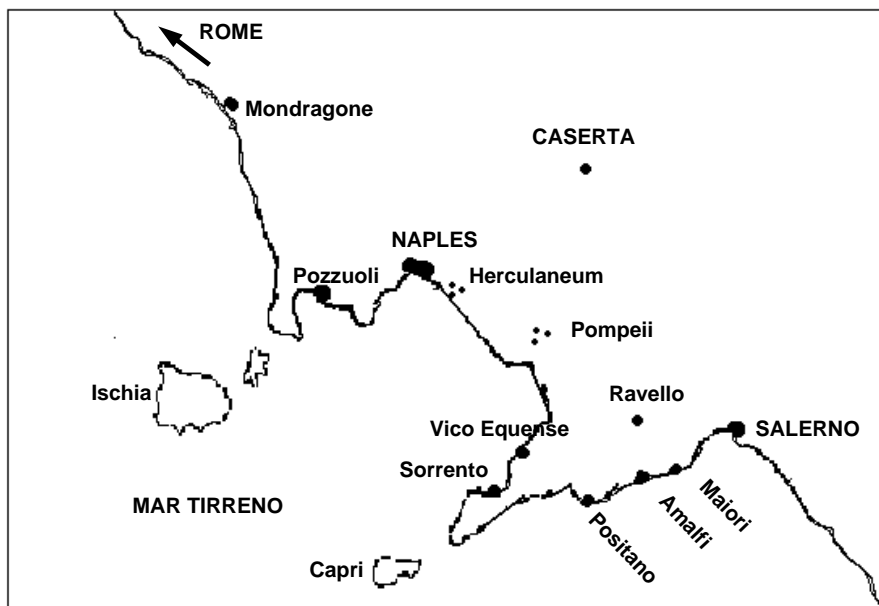 ROME
Mondragone
CASERTA
NAPLES
Pozzuoli
Herculaneum
Pompeii
Ischia
Ravello
Vico Equense
SALERNO
Sorrento
MAR TIRRENO
Positano
Amalfi
Maiori
Capri